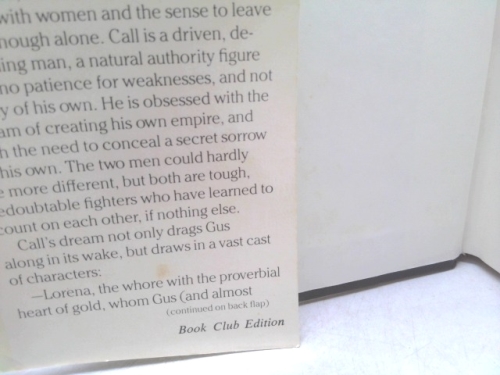 with women and the sense to leave
nough alone. Call is a driven, de-
ing man, a natural authority figure
no patience for weaknesses, and not
y of his own. He is obsessed with the
am of creating his own empire, and
h the need to conceal a secret sorrow
his own. The two men could hardly
e more different, but both are tough,
edoubtable fighters who have learned to
count on each other, if nothing else.
Call's dream not only drags Gus
along in its wake, but draws in a vast cast
of characters:
—Lorena, the whore with the proverbial
heart of gold, whom Gus (and almost
(continued on back flap)
Book Club Edition